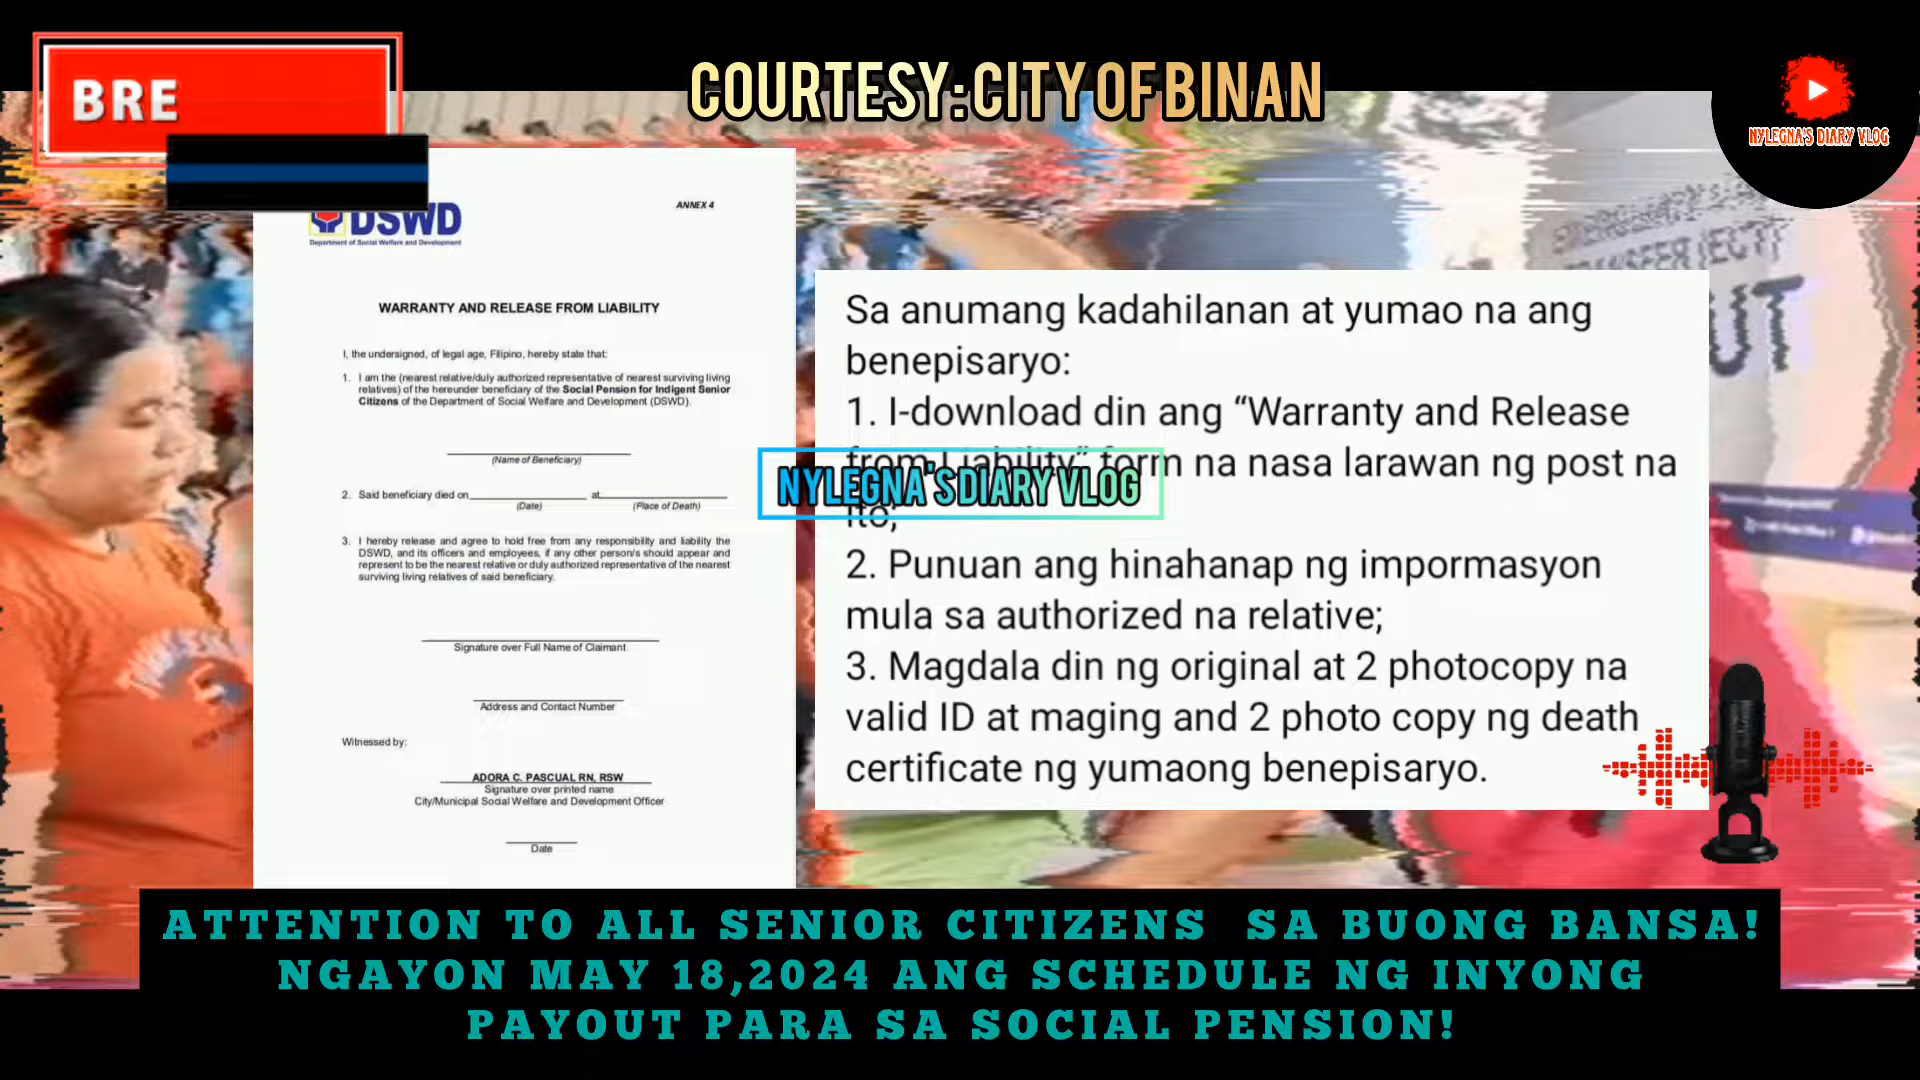 BRE
COURTESY: CITY OF BINAN
NYLEGNA'S DIARY VLOG
DSWD
Department of Social Welfare and Development
ANNEX 4
WARRANTY AND RELEASE FROM LIABILITY
I, the undersigned, of legal age, Filipino, hereby state that:
1. I am the (nearest relative/duly authorized representative of nearest surviving living
relatives) of the hereunder beneficiary of the Social Pension for Indigent Senior
Citizens of the Department of Social Welfare and Development (DSWD).
(Name of Beneficiary)
2. Said beneficiary died on at
(Date) (Place of Death)
3. I hereby release and agree to hold free from any responsibility and liability the
DSWD, and its officers and employees, if any other person/s should appear and
represent to be the nearest relative or duly authorized representative of the nearest
surviving living relatives of said beneficiary.
Signature over Full Name of Claimant
Address and Contact Number
Witnessed by:
ADORA C. PASCUAL RN, RSW
Signature over printed name
City/Municipal Social Welfare and Development Officer
Date
Sa anumang kadahilanan at yumao na ang
benepisaryo:
1. I-download din ang “Warranty and Release
from Liability” form na nasa larawan ng post na
ito;
2. Punuan ang hinahanap ng impormasyon
mula sa authorized na relative;
3. Magdala din ng original at 2 photocopy na
valid ID at maging and 2 photo copy ng death
certificate ng yumaong benepisaryo.
NYLEGNA'S DIARY VLOG
ATTENTION TO ALL SENIOR CITIZENS SA BUONG BANSA!
NGAYON MAY 18,2024 ANG SCHEDULE NG INYONG
PAYOUT PARA SA SOCIAL PENSION!